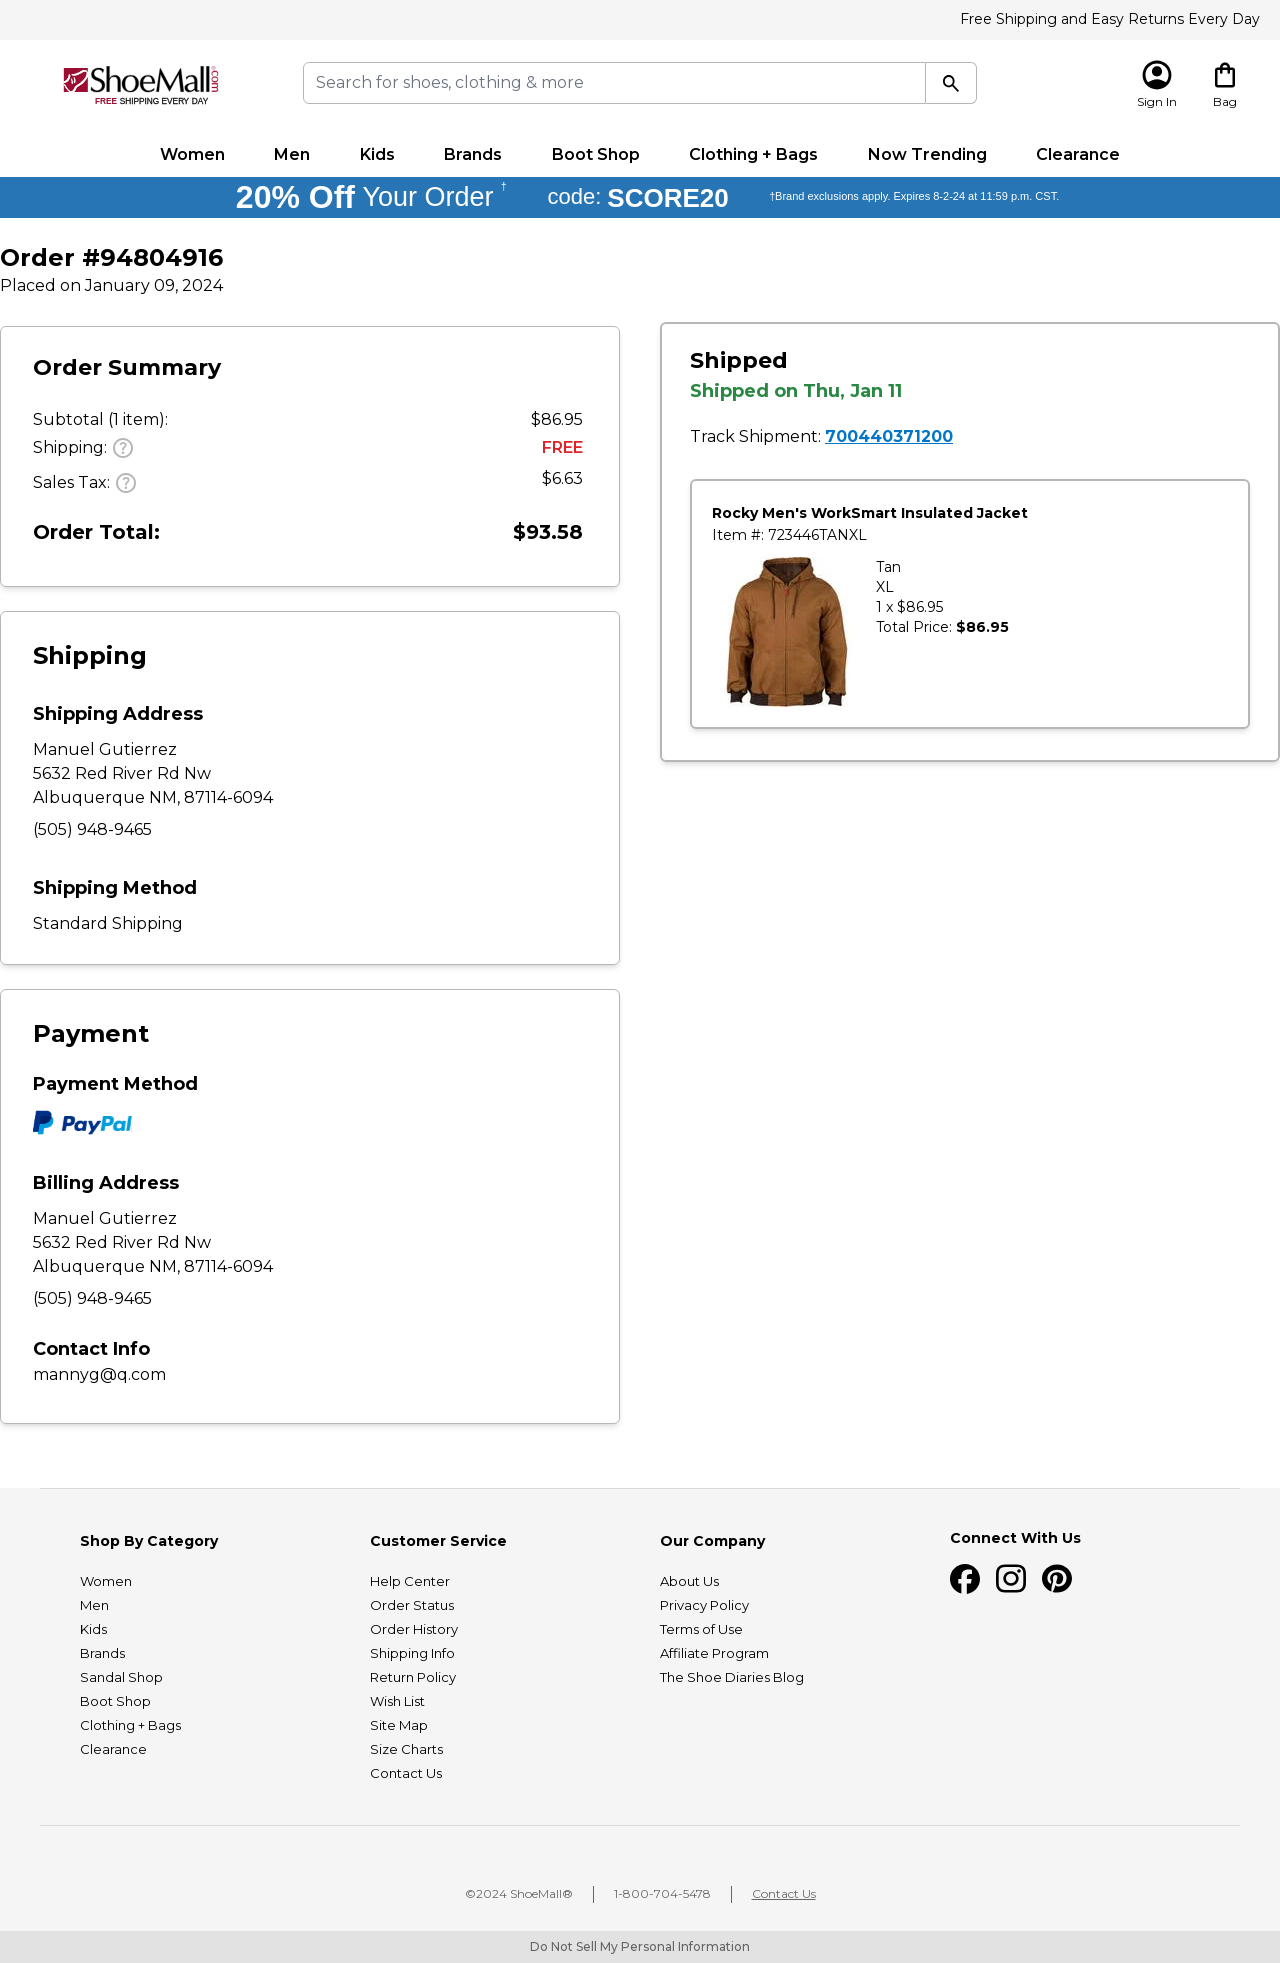 Free Shipping and Easy Returns Every Day
ShoeMall.com
FREE SHIPPING EVERY DAY
Search for shoes, clothing & more
Sign In
Bag
Women Men Kids Brands Boot Shop Clothing + Bags Now Trending Clearance
20% Off Your Order † code: SCORE20 †Brand exclusions apply. Expires 8-2-24 at 11:59 p.m. CST.
Order #94804916
Placed on January 09, 2024
Order Summary
Subtotal (1 item): $86.95
Shipping: ? FREE
Sales Tax: ? $6.63
Order Total: $93.58
Shipping
Shipping Address
Manuel Gutierrez
5632 Red River Rd Nw
Albuquerque NM, 87114-6094
(505) 948-9465
Shipping Method
Standard Shipping
Payment
Payment Method
PayPal
Billing Address
Manuel Gutierrez
5632 Red River Rd Nw
Albuquerque NM, 87114-6094
(505) 948-9465
Contact Info
mannyg@q.com
Shipped
Shipped on Thu, Jan 11
Track Shipment: 700440371200
Rocky Men's WorkSmart Insulated Jacket
Item #: 723446TANXL
Tan
XL
1 x $86.95
Total Price: $86.95
Shop By Category
Women
Men
Kids
Brands
Sandal Shop
Boot Shop
Clothing + Bags
Clearance
Customer Service
Help Center
Order Status
Order History
Shipping Info
Return Policy
Wish List
Site Map
Size Charts
Contact Us
Our Company
About Us
Privacy Policy
Terms of Use
Affiliate Program
The Shoe Diaries Blog
Connect With Us
©2024 ShoeMall® 1-800-704-5478 Contact Us
Do Not Sell My Personal Information